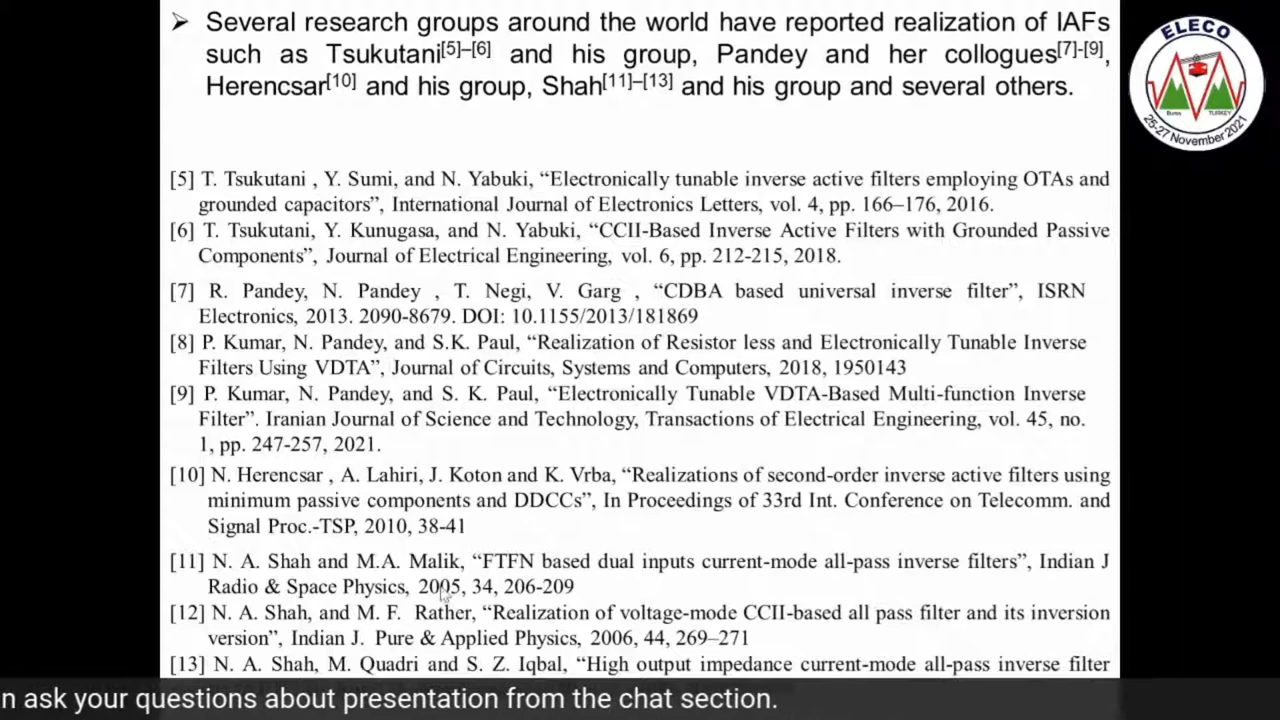 ➢ Several research groups around the world have reported realization of IAFs
such as Tsukutani[5]–[6] and his group, Pandey and her collogues[7]-[9],
Herencsar[10] and his group, Shah[11]–[13] and his group and several others.
[5] T. Tsukutani , Y. Sumi, and N. Yabuki, “Electronically tunable inverse active filters employing OTAs and
grounded capacitors”, International Journal of Electronics Letters, vol. 4, pp. 166–176, 2016.
[6] T. Tsukutani, Y. Kunugasa, and N. Yabuki, “CCII-Based Inverse Active Filters with Grounded Passive
Components”, Journal of Electrical Engineering, vol. 6, pp. 212-215, 2018.
[7] R. Pandey, N. Pandey , T. Negi, V. Garg , “CDBA based universal inverse filter”, ISRN
Electronics, 2013. 2090-8679. DOI: 10.1155/2013/181869
[8] P. Kumar, N. Pandey, and S.K. Paul, “Realization of Resistor less and Electronically Tunable Inverse
Filters Using VDTA”, Journal of Circuits, Systems and Computers, 2018, 1950143
[9] P. Kumar, N. Pandey, and S. K. Paul, “Electronically Tunable VDTA-Based Multi-function Inverse
Filter”. Iranian Journal of Science and Technology, Transactions of Electrical Engineering, vol. 45, no.
1, pp. 247-257, 2021.
[10] N. Herencsar , A. Lahiri, J. Koton and K. Vrba, “Realizations of second-order inverse active filters using
minimum passive components and DDCCs”, In Proceedings of 33rd Int. Conference on Telecomm. and
Signal Proc.-TSP, 2010, 38-41
[11] N. A. Shah and M.A. Malik, “FTFN based dual inputs current-mode all-pass inverse filters”, Indian J
Radio & Space Physics, 2005, 34, 206-209
[12] N. A. Shah, and M. F. Rather, “Realization of voltage-mode CCII-based all pass filter and its inversion
version”, Indian J. Pure & Applied Physics, 2006, 44, 269–271
[13] N. A. Shah, M. Quadri and S. Z. Iqbal, “High output impedance current-mode all-pass inverse filter
n ask your questions about presentation from the chat section.
ELECO
Bursa TURKEY
25-27 November 2021